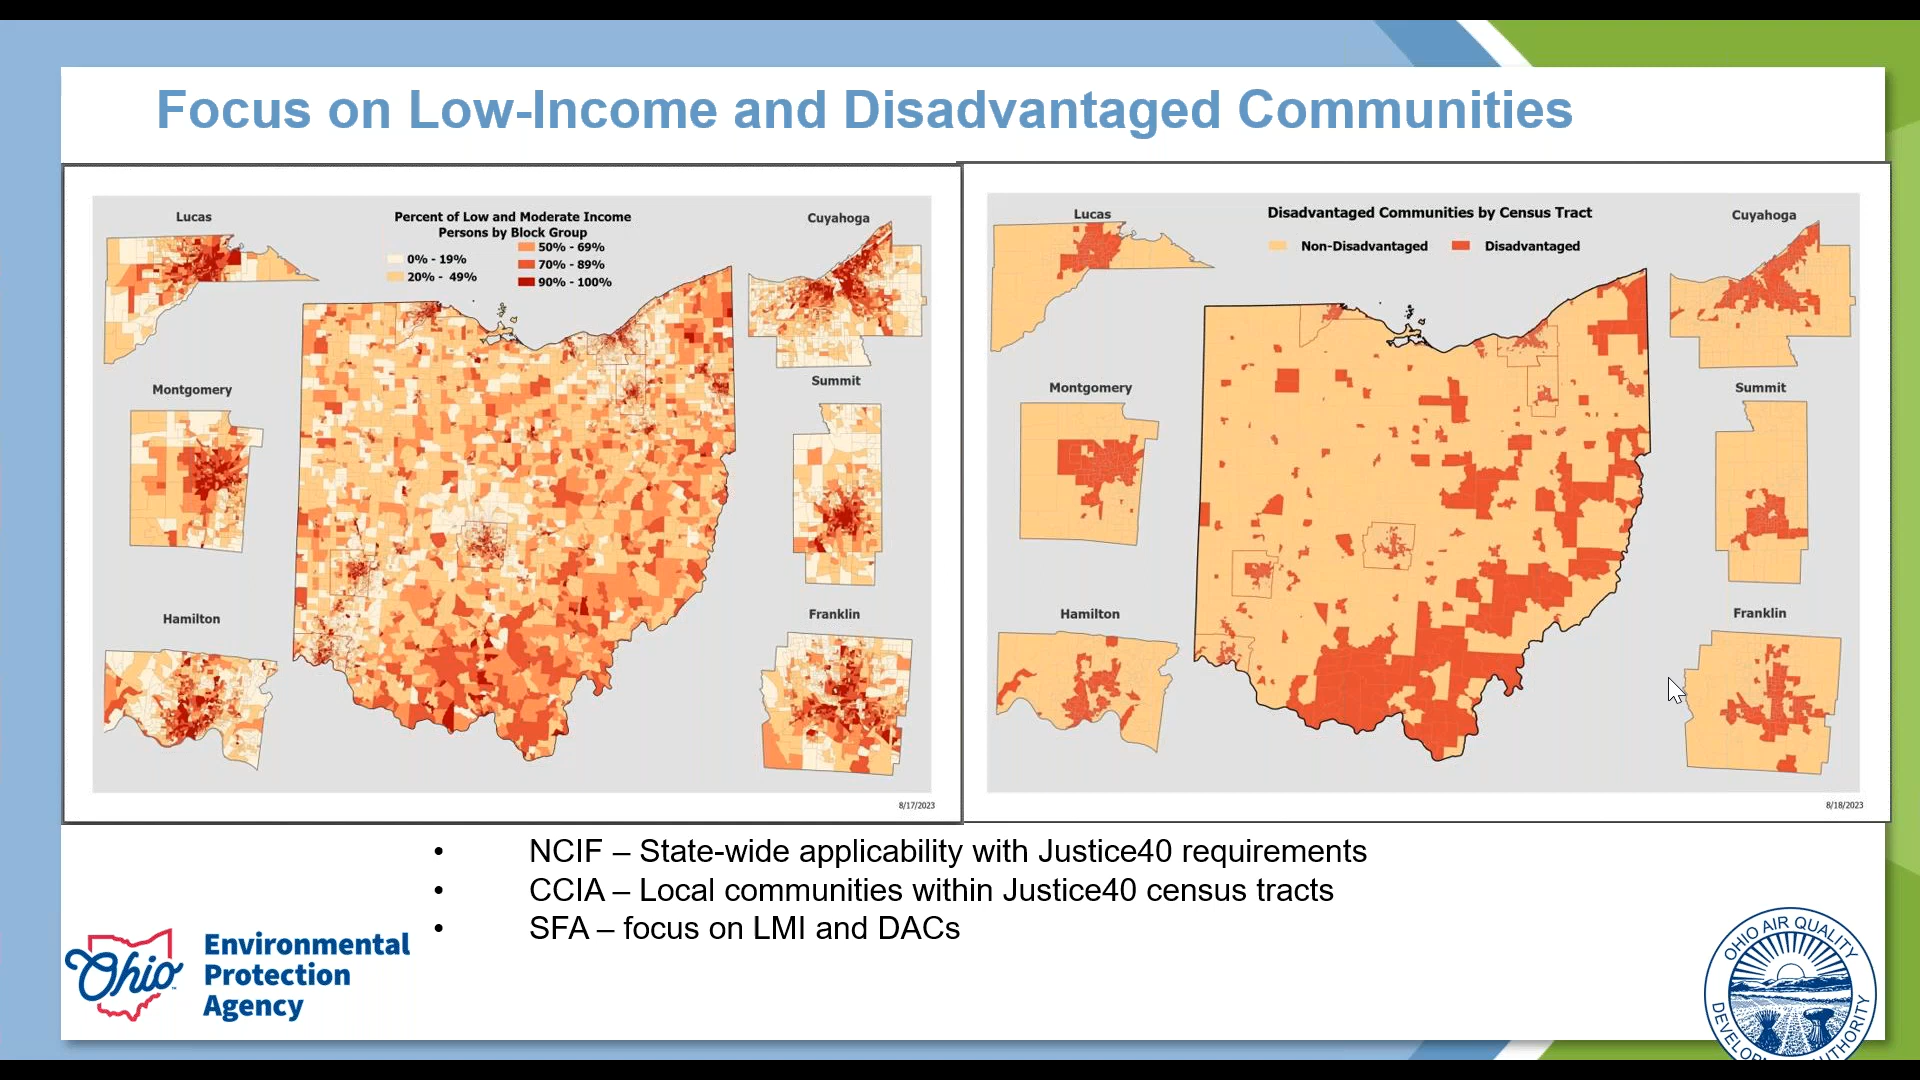 Focus on Low-Income and Disadvantaged Communities
Lucas
Percent of Low and Moderate Income
Persons by Block Group
0% - 19%
20% - 49%
50% - 69%
70% - 89%
90% - 100%
Cuyahoga
Montgomery
Summit
Hamilton
Franklin
8/17/2023
Lucas
Disadvantaged Communities by Census Tract
Non-Disadvantaged
Disadvantaged
Cuyahoga
Montgomery
Summit
Hamilton
Franklin
8/18/2023
• NCIF – State-wide applicability with Justice40 requirements
• CCIA – Local communities within Justice40 census tracts
• SFA – focus on LMI and DACs
Ohio
Environmental
Protection
Agency
OHIO AIR QUALITY